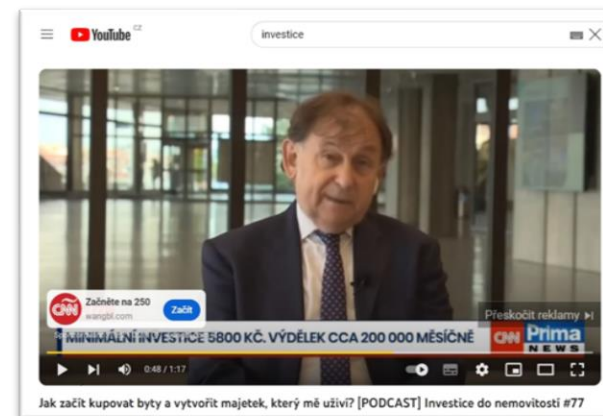 YouTube CZ
investice
CNN
Začněte na 250
wangbl.com
Začít
Přeskočit reklamy
MINIMÁLNÍ INVESTICE 5800 KČ. VÝDĚLEK CCA 200 000 MĚSÍČNĚ
CNN Prima
NEWS
0:48 / 1:17
Jak začít kupovat byty a vytvořit majetek, který mě uživí? [PODCAST] Investice do nemovitostí #77